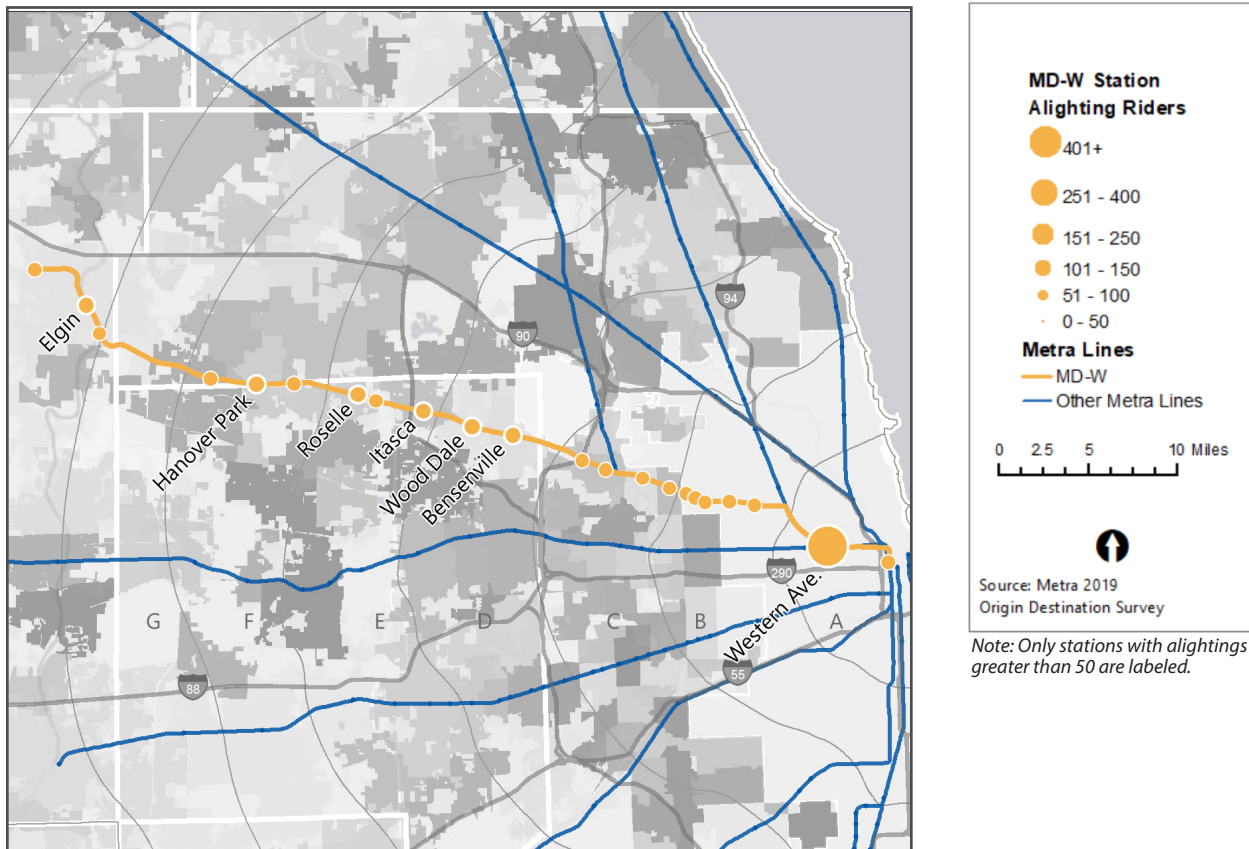 Elgin
Hanover Park
Roselle
Itasca
Wood Dale
Bensenville
Western Ave.
90
94
290
88
55
G
F
E
D
C
B
A
MD-W Station
Alighting Riders
401+
251 - 400
151 - 250
101 - 150
51 - 100
0 - 50
Metra Lines
MD-W
Other Metra Lines
0 2.5 5 10 Miles
Source: Metra 2019
Origin Destination Survey
Note: Only stations with alightings
greater than 50 are labeled.